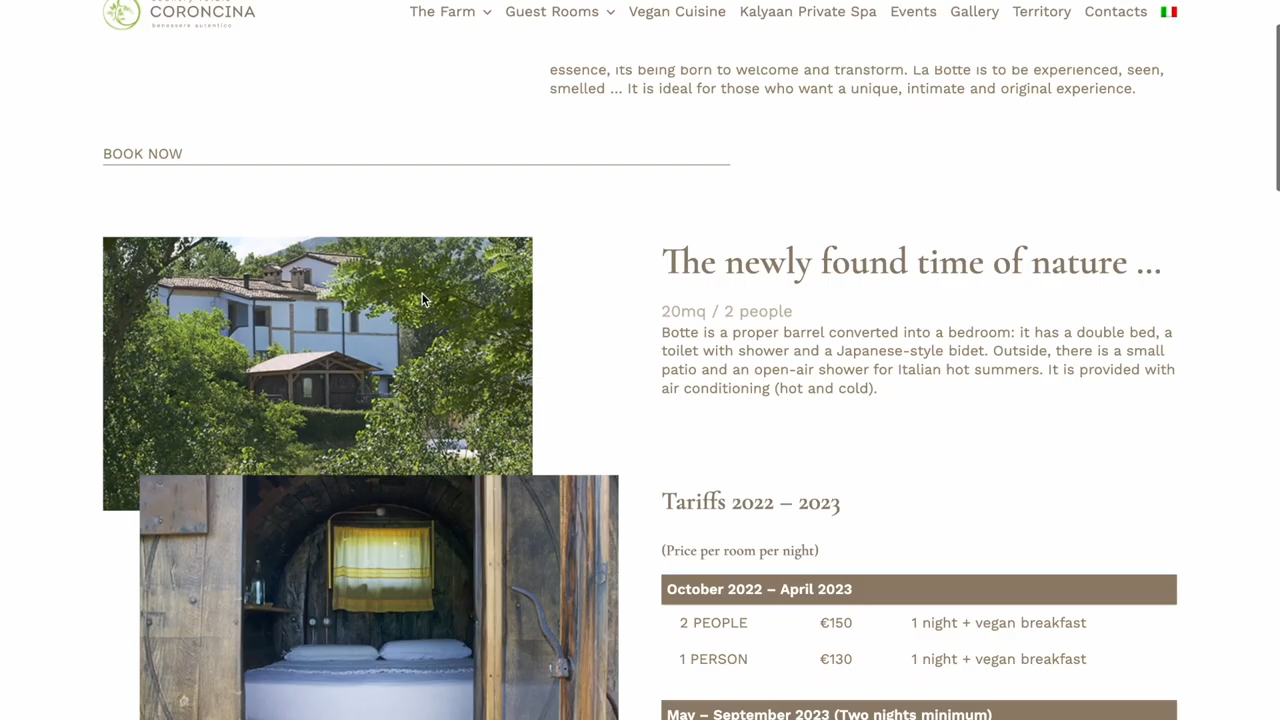 CORONCINA
benessere autentico
The Farm Guest Rooms Vegan Cuisine Kalyaan Private Spa Events Gallery Territory Contacts
essence, its being born to welcome and transform. La Botte is to be experienced, seen,
smelled ... It is ideal for those who want a unique, intimate and original experience.
BOOK NOW
The newly found time of nature ...
20mq / 2 people
Botte is a proper barrel converted into a bedroom: it has a double bed, a
toilet with shower and a Japanese-style bidet. Outside, there is a small
patio and an open-air shower for Italian hot summers. It is provided with
air conditioning (hot and cold).
Tariffs 2022 – 2023
(Price per room per night)
October 2022 – April 2023
2 PEOPLE €150 1 night + vegan breakfast
1 PERSON €130 1 night + vegan breakfast
May – September 2023 (Two nights minimum)